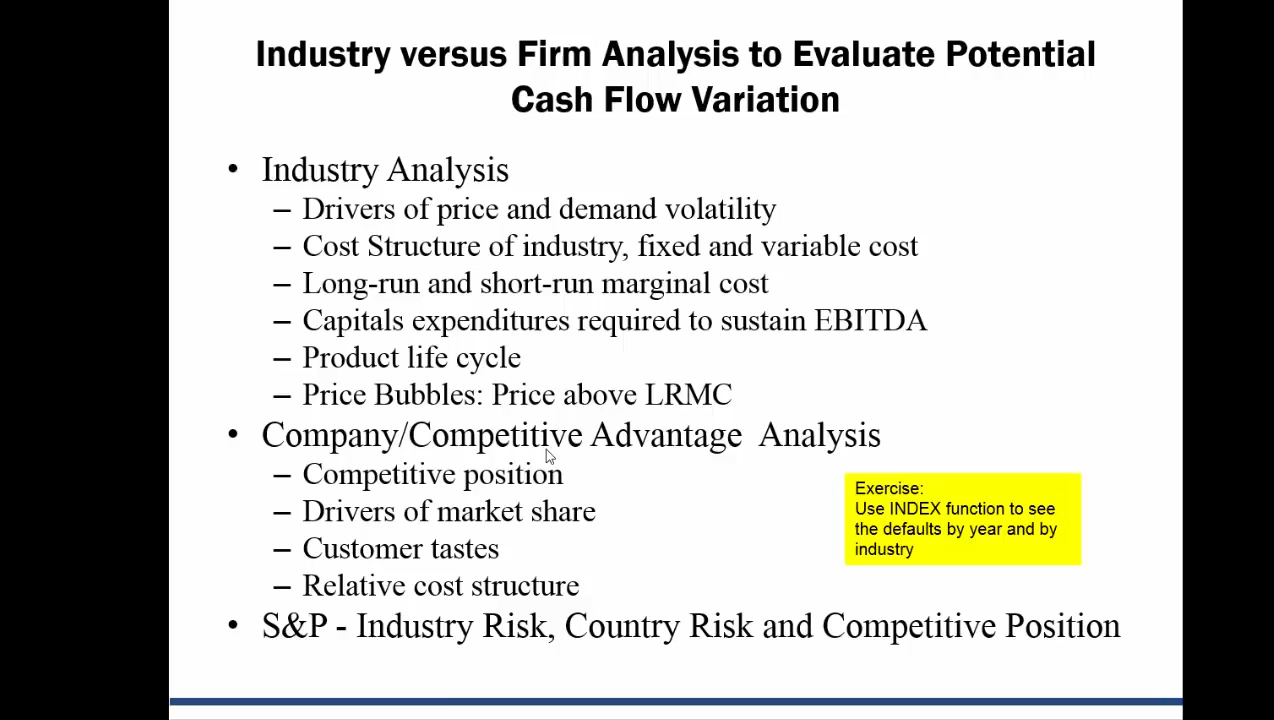 Industry versus Firm Analysis to Evaluate Potential
Cash Flow Variation
• Industry Analysis
– Drivers of price and demand volatility
– Cost Structure of industry, fixed and variable cost
– Long-run and short-run marginal cost
– Capitals expenditures required to sustain EBITDA
– Product life cycle
– Price Bubbles: Price above LRMC
• Company/Competitive Advantage Analysis
– Competitive position
– Drivers of market share
– Customer tastes
– Relative cost structure
Exercise:
Use INDEX function to see
the defaults by year and by
industry
• S&P - Industry Risk, Country Risk and Competitive Position